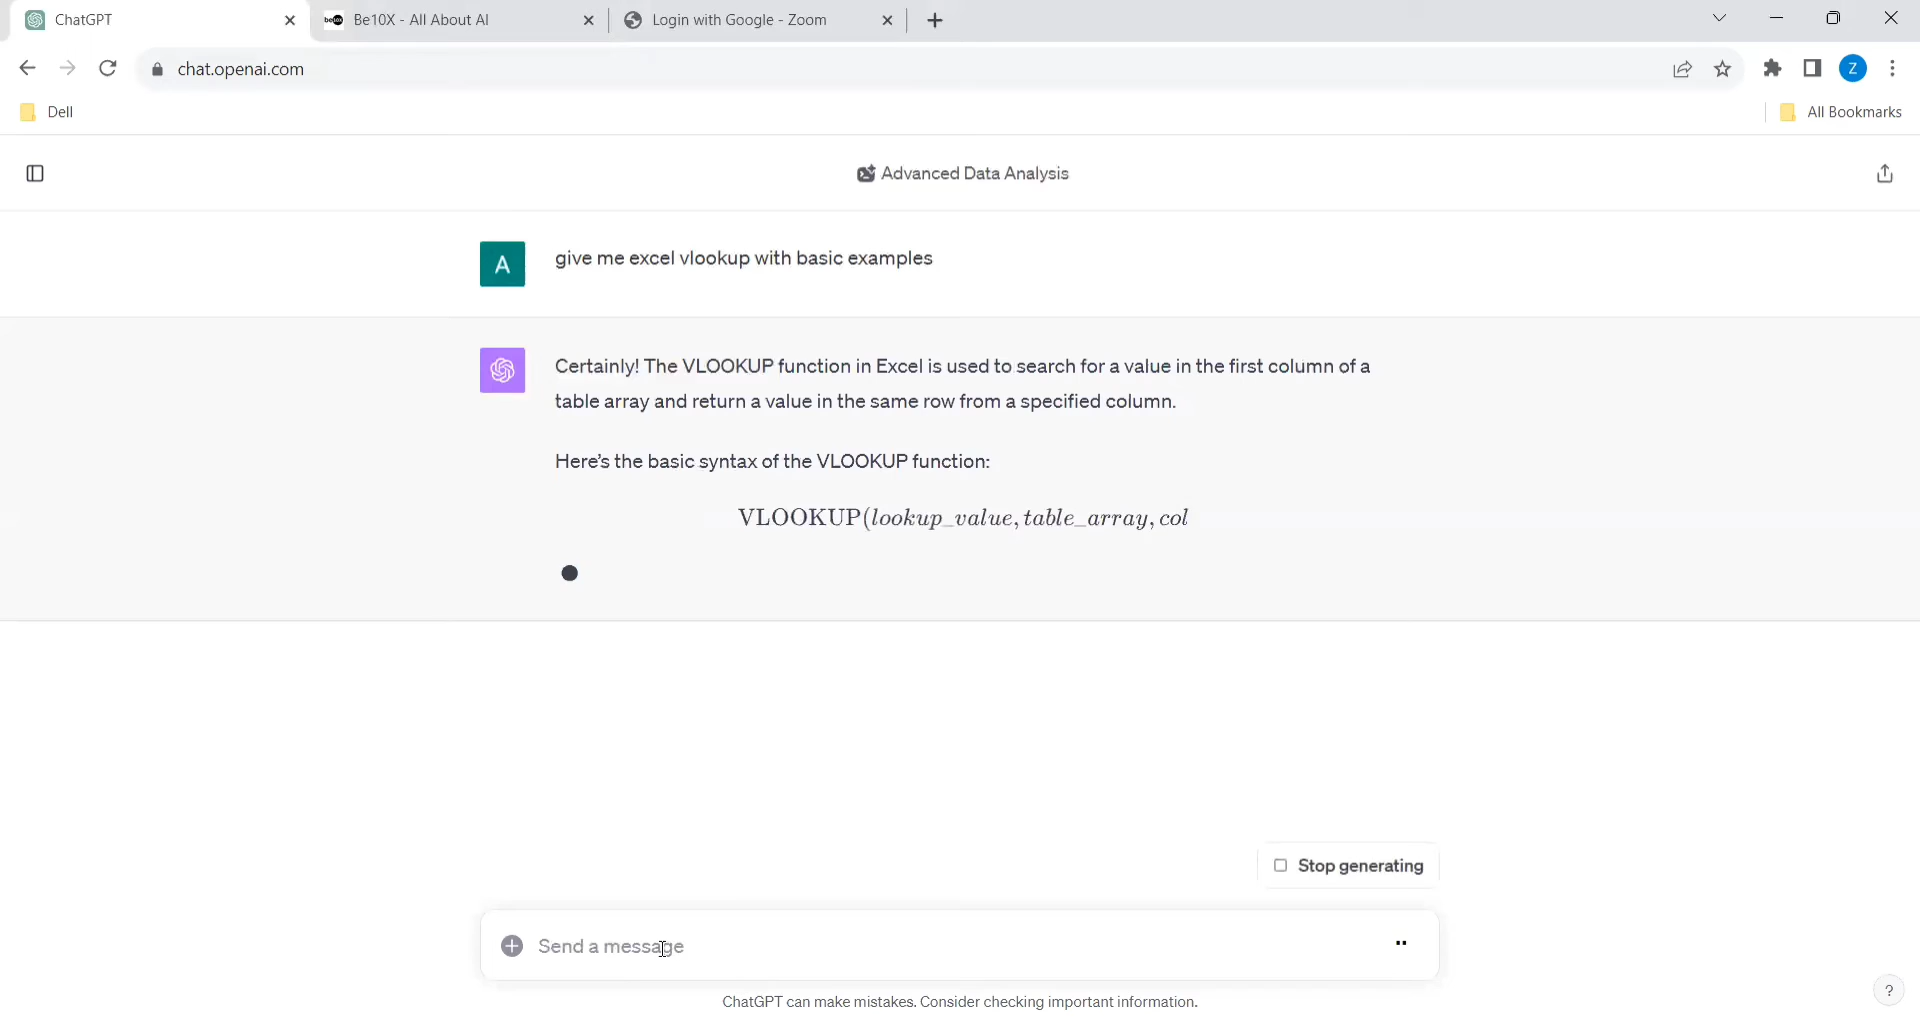 ChatGPT
Be10X - All About AI
Login with Google - Zoom
chat.openai.com
Z
Dell
All Bookmarks
Advanced Data Analysis
A
give me excel vlookup with basic examples
Certainly! The VLOOKUP function in Excel is used to search for a value in the first column of a
table array and return a value in the same row from a specified column.
Here's the basic syntax of the VLOOKUP function:
VLOOKUP(lookup_value, table_array, col
Stop generating
Send a message
ChatGPT can make mistakes. Consider checking important information.
?